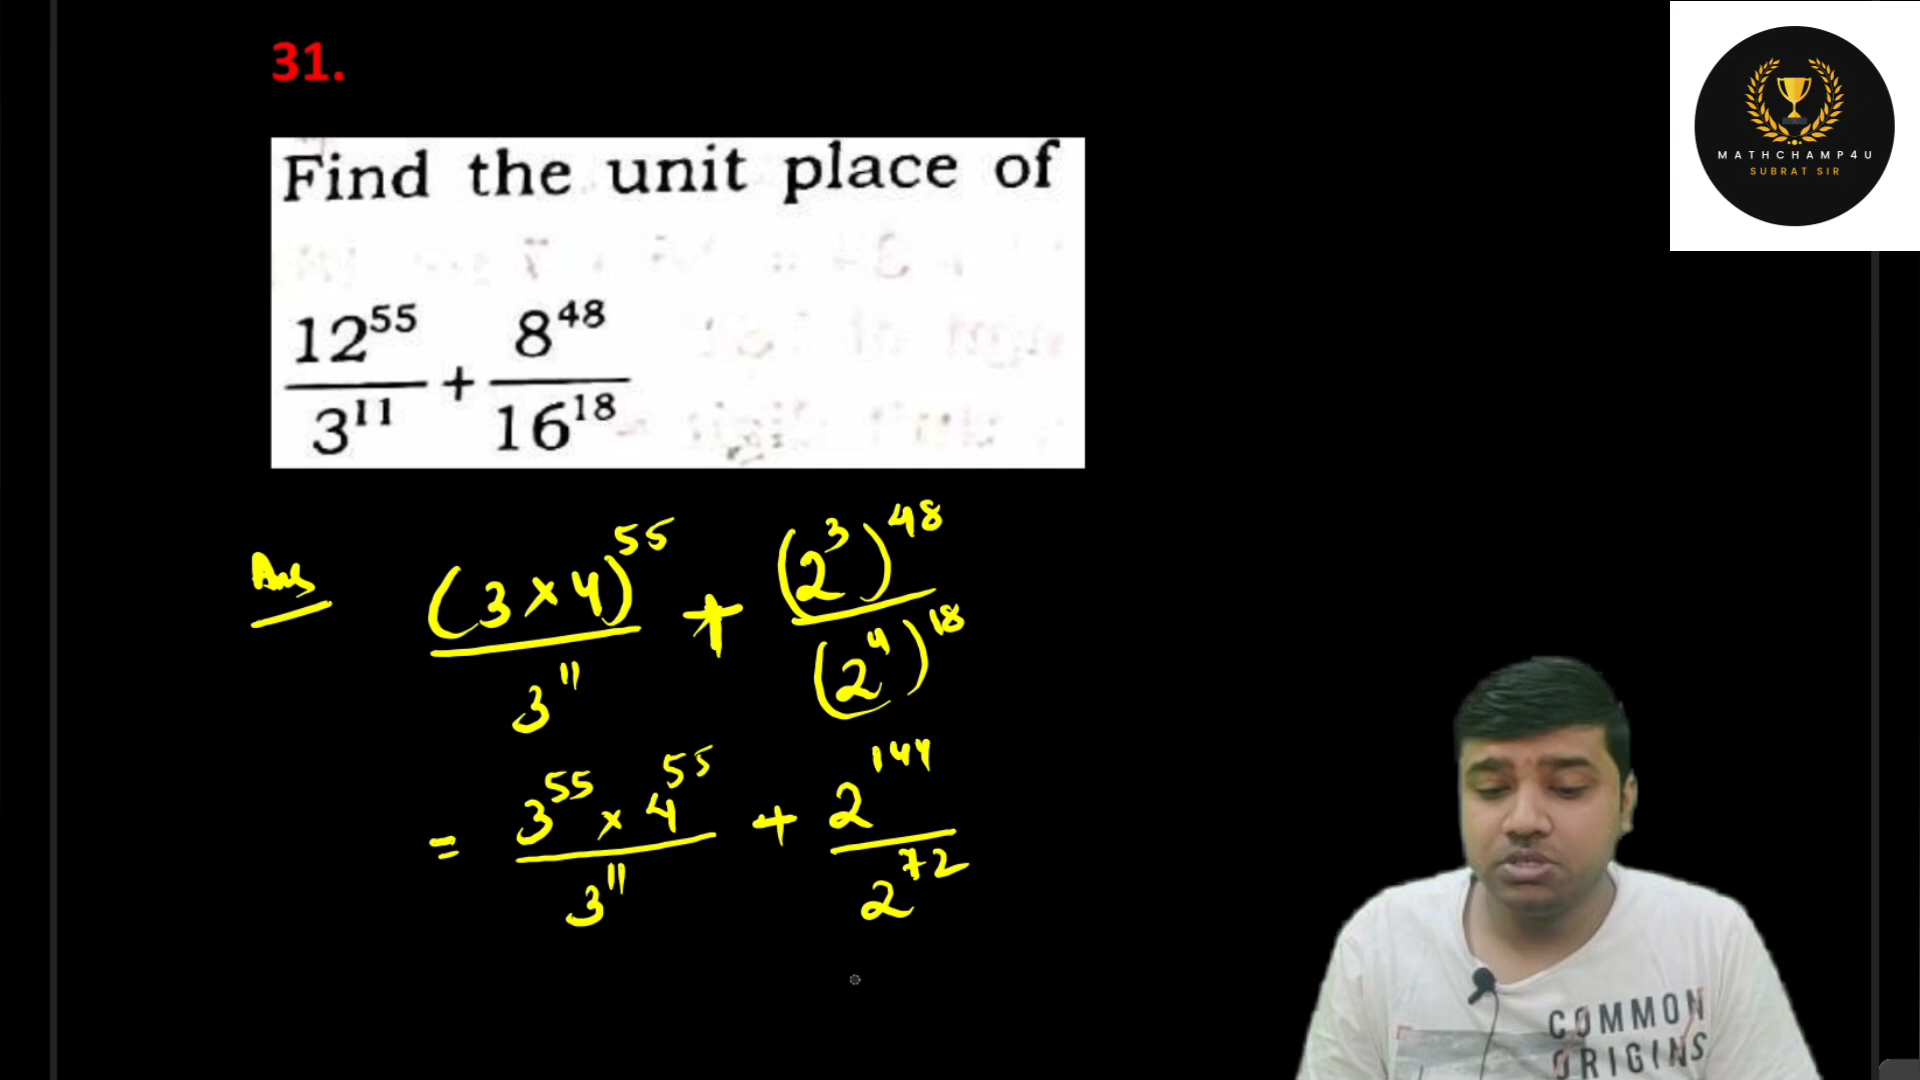 31.
MATHCHAMP4U
SUBRAT SIR
Find the unit place of
12^55/3^11 + 8^48/16^18
Ans (3×4)^55/3^11 + (2^3)^48/(2^4)^18
= 3^55×4^55/3^11 + 2^144/2^72
COMMON
ORIGINS